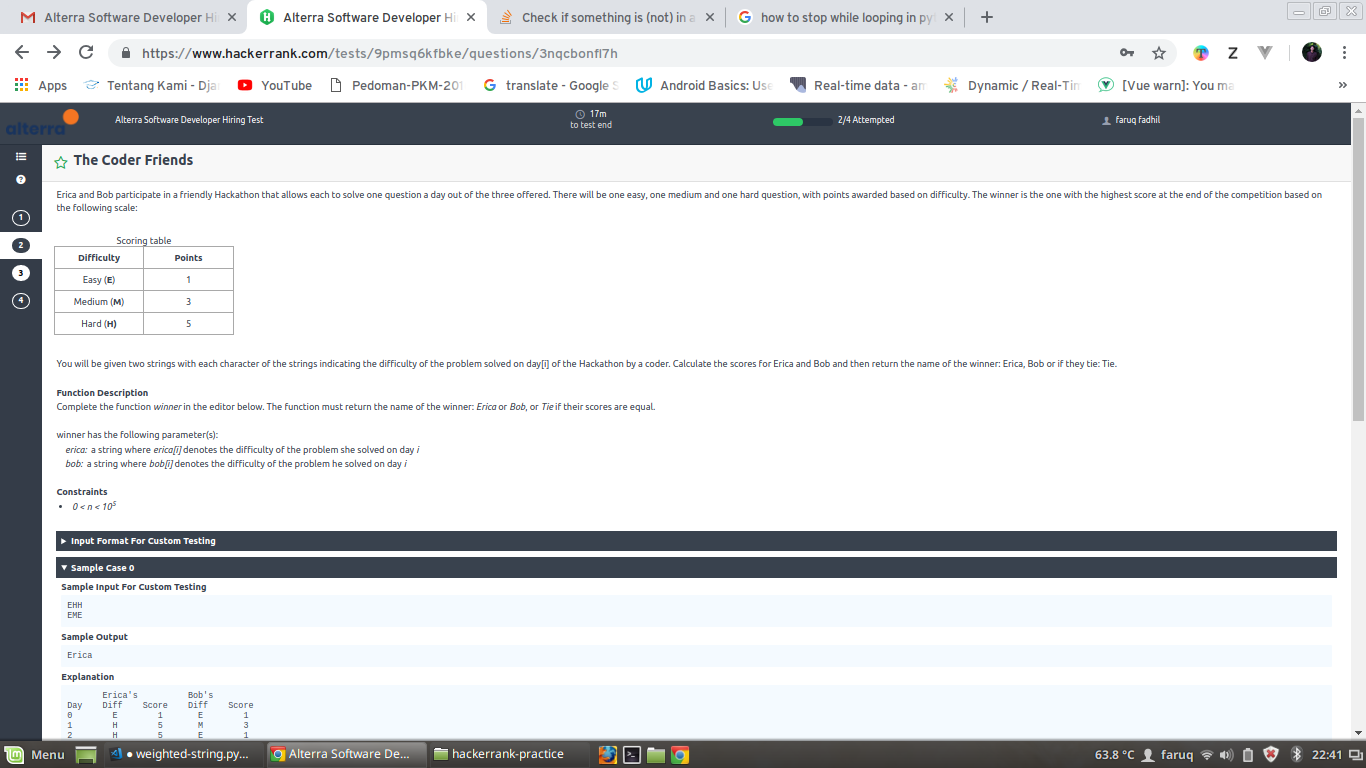 Alterra Software Developer Hi
Alterra Software Developer Hi
Check if something is (not) in a
how to stop while looping in py
https://www.hackerrank.com/tests/9pmsq6kfbke/questions/3nqcbonfl7h
Apps
Tentang Kami - Dja
YouTube
Pedoman-PKM-201
translate - Google S
Android Basics: Use
Real-time data - an
Dynamic / Real-Tim
[Vue warn]: You ma
alterra
Alterra Software Developer Hiring Test
17m
to test end
2/4 Attempted
faruq fadhil
1
2
3
4
The Coder Friends
Erica and Bob participate in a friendly Hackathon that allows each to solve one question a day out of the three offered. There will be one easy, one medium and one hard question, with points awarded based on difficulty. The winner is the one with the highest score at the end of the competition based on
the following scale:
Scoring table
Difficulty Points
Easy (E) 1
Medium (M) 3
Hard (H) 5
You will be given two strings with each character of the strings indicating the difficulty of the problem solved on day[i] of the Hackathon by a coder. Calculate the scores for Erica and Bob and then return the name of the winner: Erica, Bob or if they tie: Tie.
Function Description
Complete the function winner in the editor below. The function must return the name of the winner: Erica or Bob, or Tie if their scores are equal.
winner has the following parameter(s):
erica: a string where erica[i] denotes the difficulty of the problem she solved on day i
bob: a string where bob[i] denotes the difficulty of the problem he solved on day i
Constraints
• 0 < n < 10⁵
Input Format For Custom Testing
Sample Case 0
Sample Input For Custom Testing
EHH
EME
Sample Output
Erica
Explanation
Erica's Bob's
Day Diff Score Diff Score
0 E 1 E 1
1 H 5 M 3
2 H 5 E 1
Menu
• weighted-string.py...
Alterra Software De...
hackerrank-practice
63.8 °C
faruq
22:41